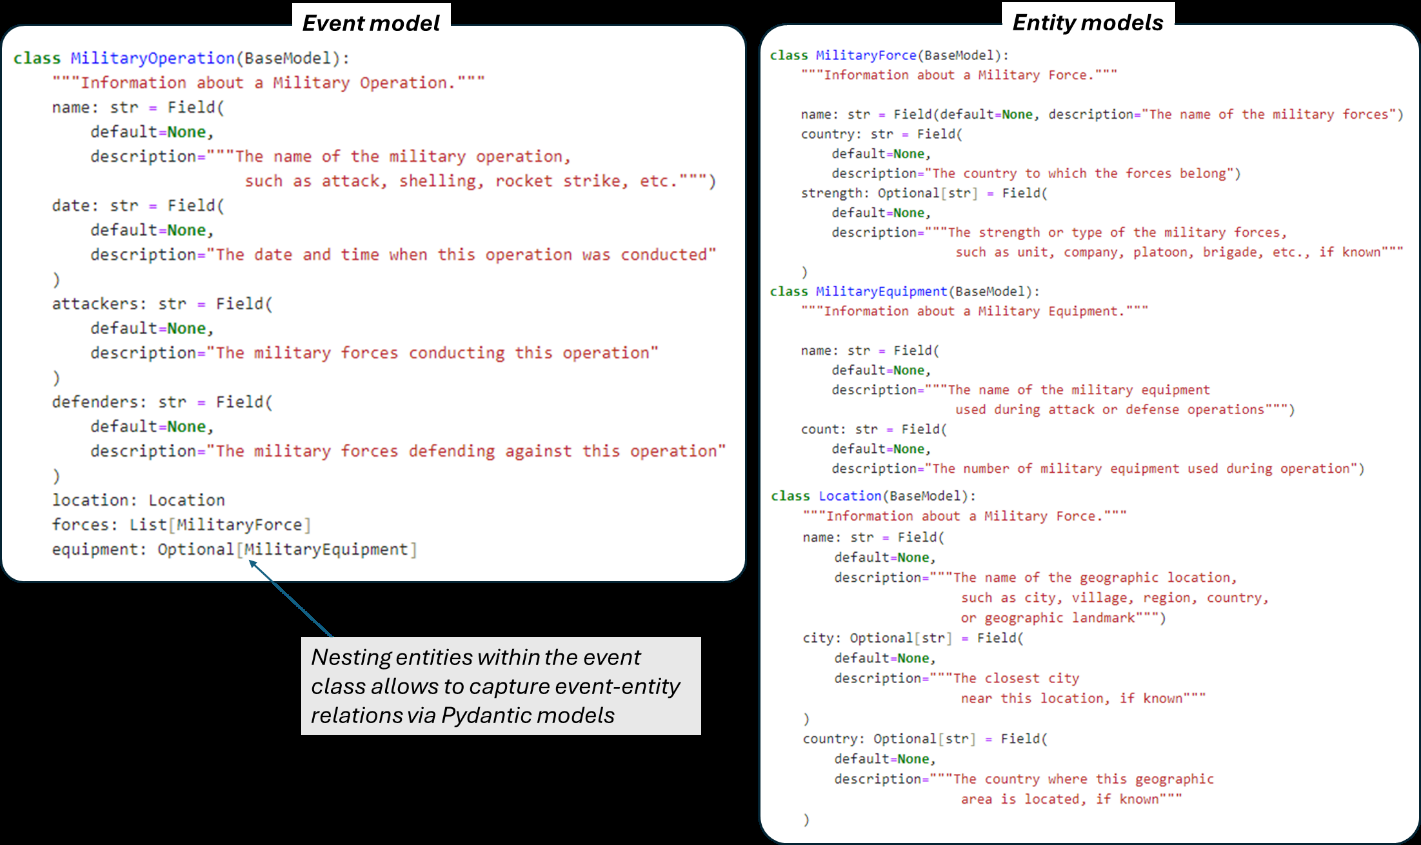 Event model
class MilitaryOperation(BaseModel):
"""Information about a Military Operation."""
name: str = Field(
default=None,
description="""The name of the military operation,
such as attack, shelling, rocket strike, etc.""")
date: str = Field(
default=None,
description="The date and time when this operation was conducted"
)
attackers: str = Field(
default=None,
description="The military forces conducting this operation"
)
defenders: str = Field(
default=None,
description="The military forces defending against this operation"
)
location: Location
forces: List[MilitaryForce]
equipment: Optional[MilitaryEquipment]
Nesting entities within the event
class allows to capture event-entity
relations via Pydantic models
Entity models
class MilitaryForce(BaseModel):
"""Information about a Military Force."""
name: str = Field(default=None, description="The name of the military forces")
country: str = Field(
default=None,
description="The country to which the forces belong")
strength: Optional[str] = Field(
default=None,
description="""The strength or type of the military forces,
such as unit, company, platoon, brigade, etc., if known"""
)
class MilitaryEquipment(BaseModel):
"""Information about a Military Equipment."""
name: str = Field(
default=None,
description="""The name of the military equipment
used during attack or defense operations""")
count: str = Field(
default=None,
description="The number of military equipment used during operation")
class Location(BaseModel):
"""Information about a Military Force."""
name: str = Field(
default=None,
description="""The name of the geographic location,
such as city, village, region, country,
or geographic landmark""")
city: Optional[str] = Field(
default=None,
description="""The closest city
near this location, if known"""
)
country: Optional[str] = Field(
default=None,
description="""The country where this geographic
area is located, if known"""
)